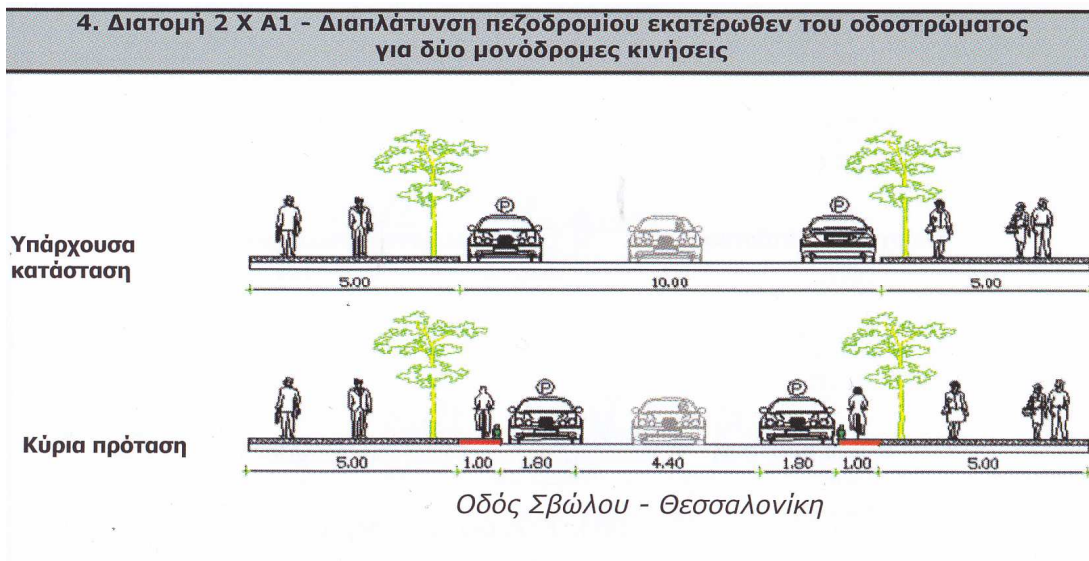 4. Διατομή 2 Χ Α1 - Διαπλάτυνση πεζοδρομίου εκατέρωθεν του οδοστρώματος
για δύο μονόδρομες κινήσεις
P P
Υπάρχουσα
κατάσταση
5.00 10.00 5.00
P P
Κύρια πρόταση
5.00 1.00 1.80 4.40 1.80 1.00 5.00
Οδός Σβώλου - Θεσσαλονίκη